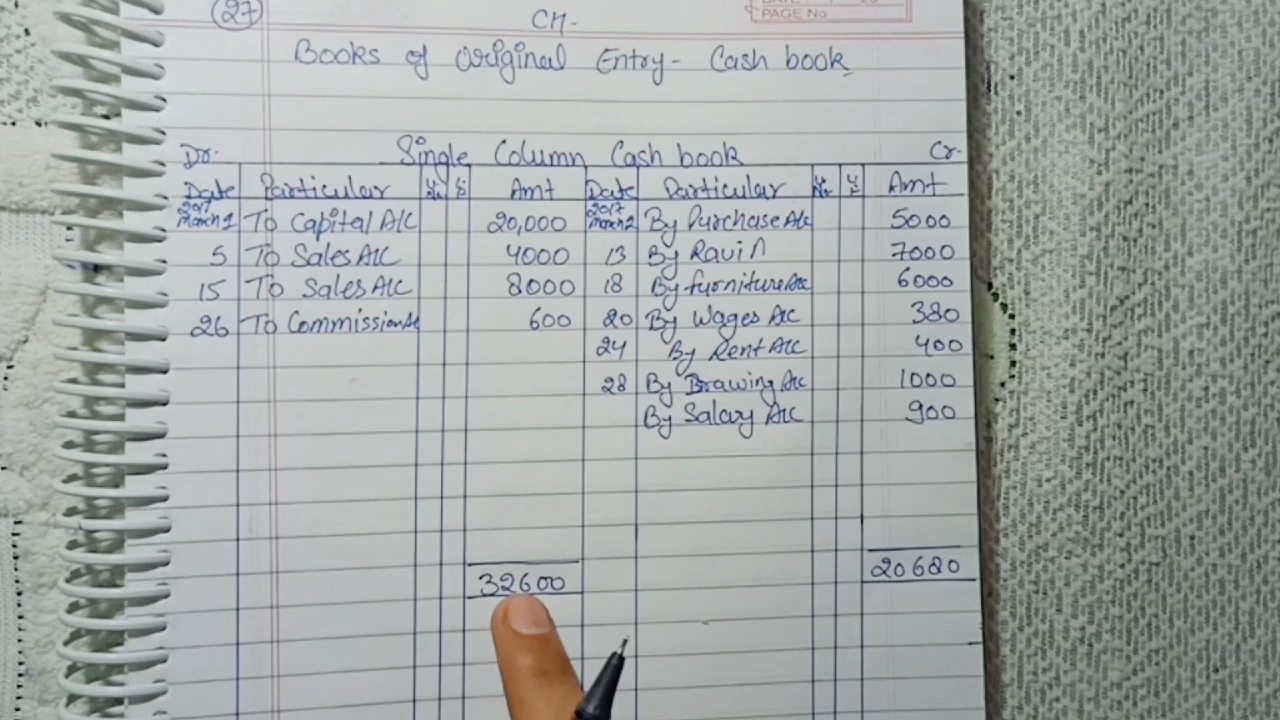 27
CH-
PAGE No
Books of Original Entry - Cash book
Single Column Cash book
Dr. Cr.
Date Particular V.No L.F Amt Date Particular V.No L.F Amt
2017 March 1 To Capital A/C 20,000 2017 March 2 By Purchase A/c 5000
5 To Sales A/C 4000 13 By Ravi 7000
15 To Sales A/C 8000 18 By furniture A/c 6000
26 To Commission A/c 600 20 By Wages A/c 380
24 By Rent A/C 400
28 By Drawing A/c 1000
By Salary A/C 900
32600 20680